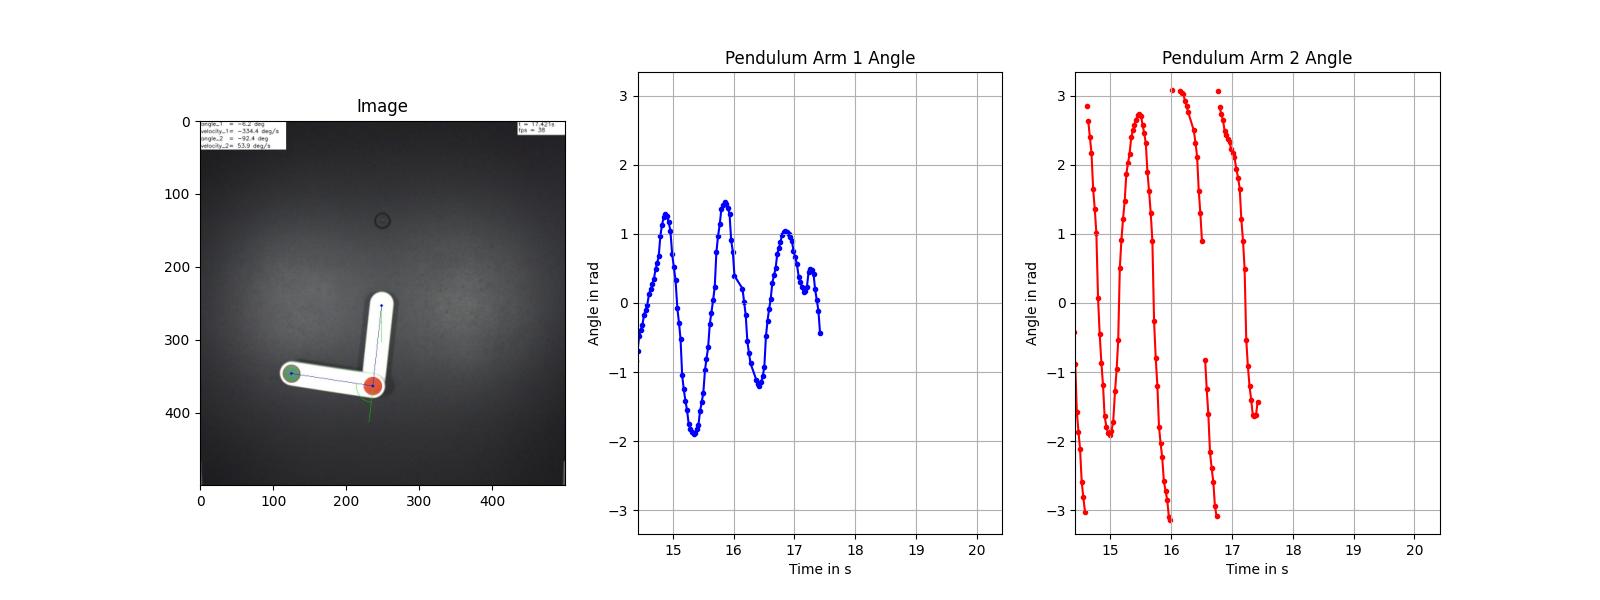 Image
angle_1 = -6.2 deg
velocity_1= -334.4 deg/s
angle_2 = -92.4 deg
velocity_2= 53.9 deg/s
t = 17.421s
fps = 38
0
100
200
300
400
0 100 200 300 400
Pendulum Arm 1 Angle
Angle in rad
3
2
1
0
−1
−2
−3
15 16 17 18 19 20
Time in s
Pendulum Arm 2 Angle
Angle in rad
3
2
1
0
−1
−2
−3
15 16 17 18 19 20
Time in s